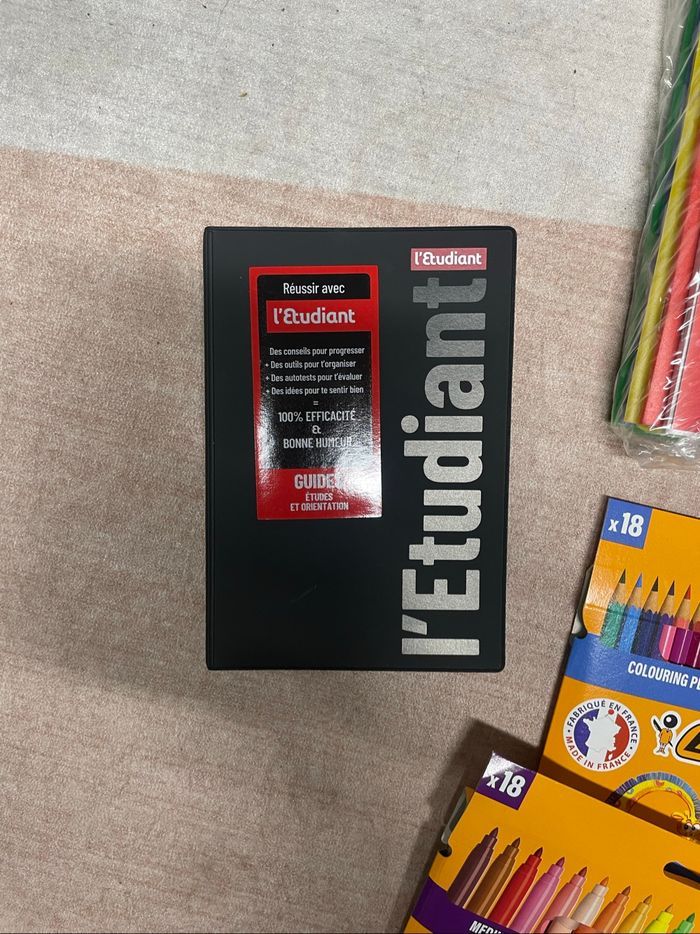 l'Etudiant
Réussir avec
l'Etudiant
Des conseils pour progresser
+ Des outils pour t'organiser
+ Des autotests pour t'évaluer
+ Des idées pour te sentir bien
=
100% EFFICACITÉ
&
BONNE HUMEUR
GUIDE
ÉTUDES
ET ORIENTATION
l'Etudiant
x18
COLOURING
FABRIQUÉ EN FRANCE
MADE IN FRANCE
x18